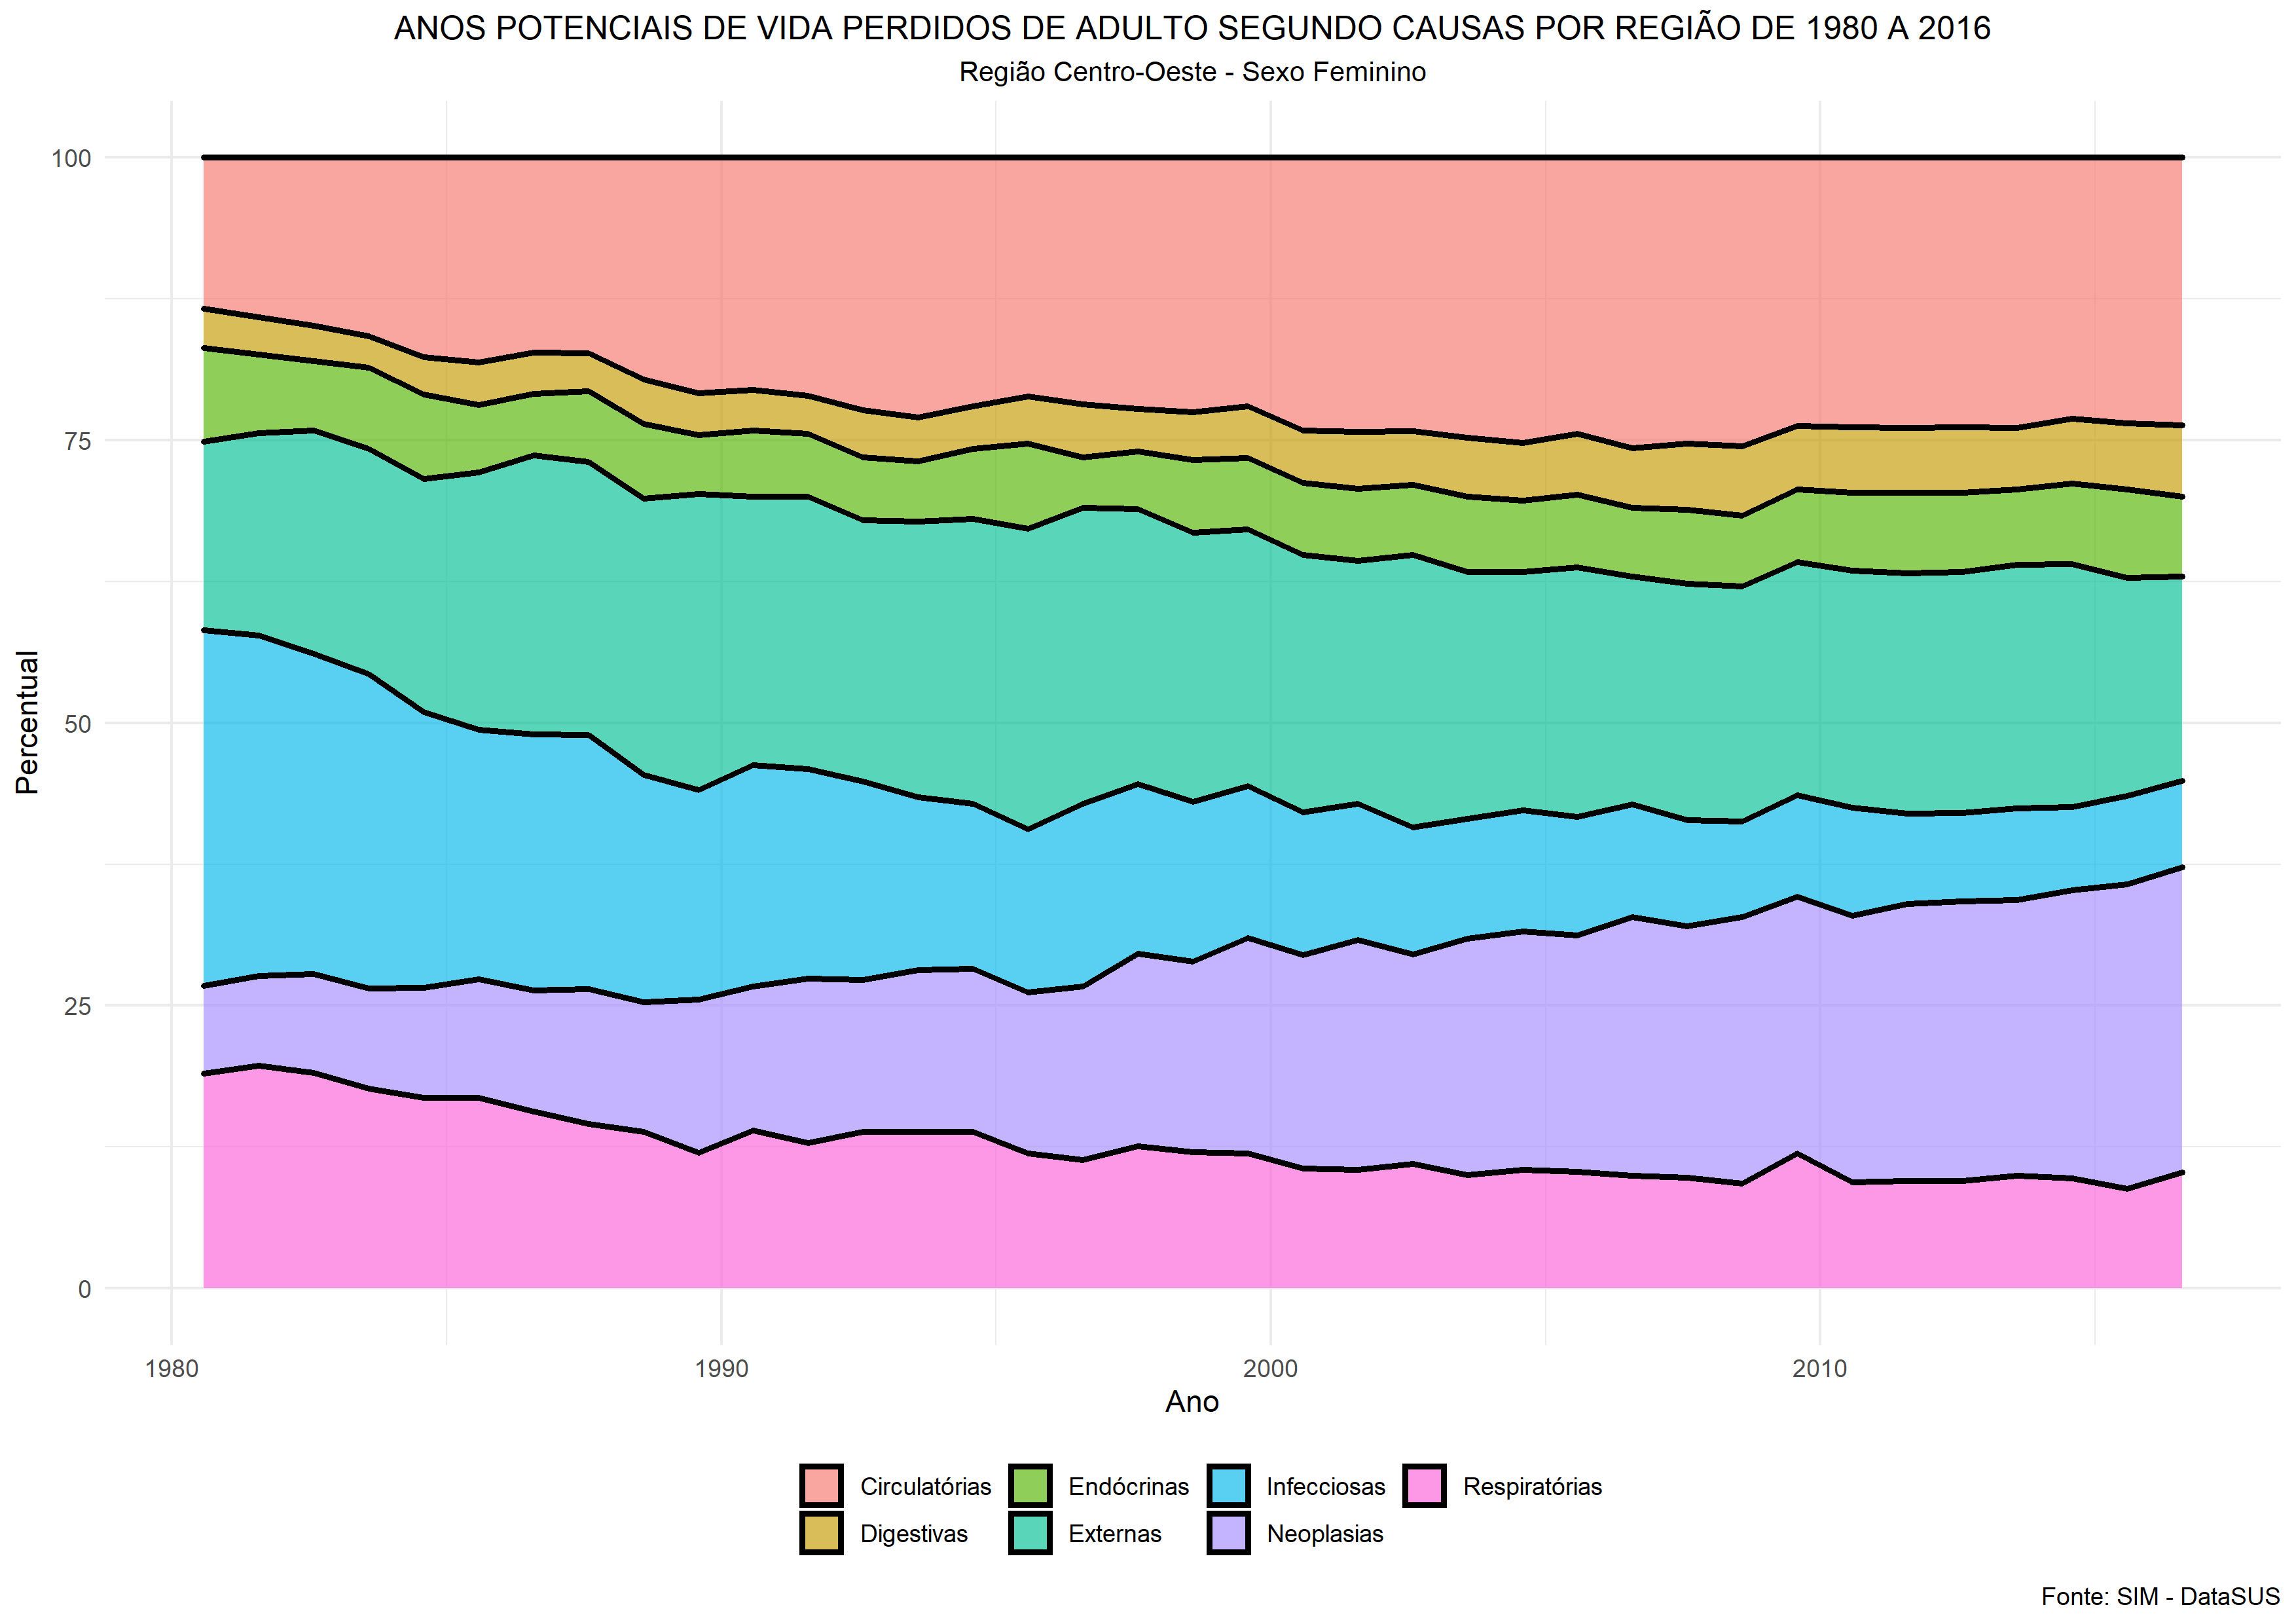 ANOS POTENCIAIS DE VIDA PERDIDOS DE ADULTO SEGUNDO CAUSAS POR REGIÃO DE 1980 A 2016
Região Centro-Oeste - Sexo Feminino
100
75
50
25
0
Percentual
1980 1990 2000 2010
Ano
Circulatórias Endócrinas Infecciosas Respiratórias
Digestivas Externas Neoplasias
Fonte: SIM - DataSUS